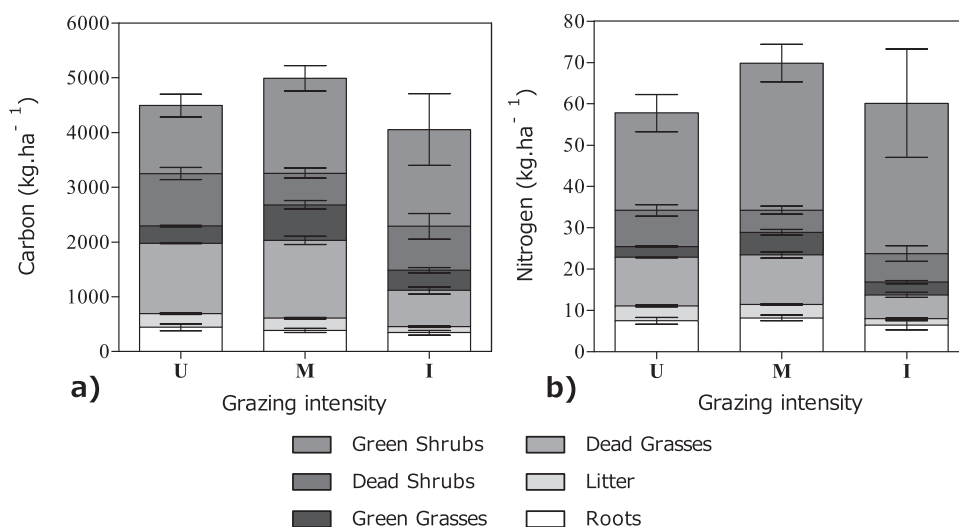 Carbon (kg.ha⁻¹)
6000
5000
4000
3000
2000
1000
0
U M I
a)
Grazing intensity
Nitrogen (kg.ha⁻¹)
80
70
60
50
40
30
20
10
0
U M I
b)
Grazing intensity
Green Shrubs
Dead Shrubs
Green Grasses
Dead Grasses
Litter
Roots